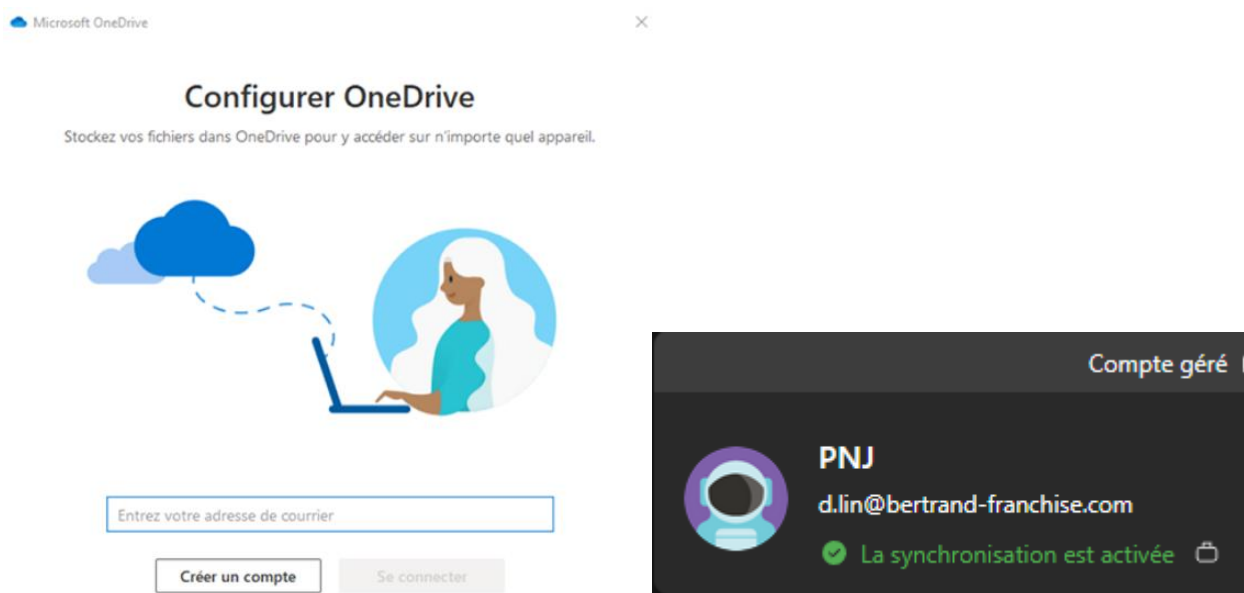 Microsoft OneDrive
Configurer OneDrive
Stockez vos fichiers dans OneDrive pour y accéder sur n'importe quel appareil.
Entrez votre adresse de courrier
Créer un compte
Se connecter
Compte géré
PNJ
d.lin@bertrand-franchise.com
La synchronisation est activée